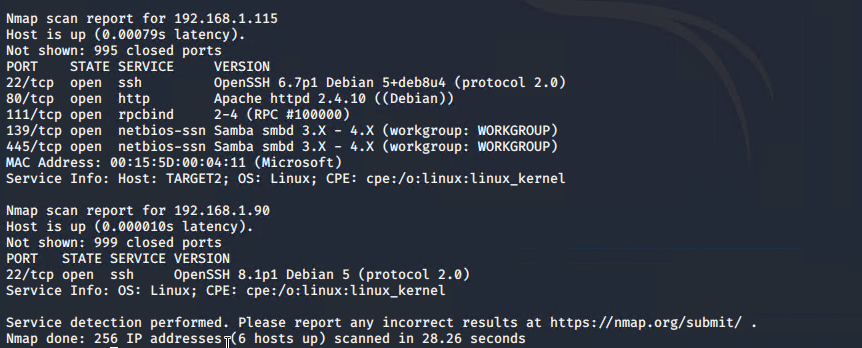 Nmap scan report for 192.168.1.115
Host is up (0.00079s latency).
Not shown: 995 closed ports
PORT    STATE SERVICE     VERSION
22/tcp  open  ssh         OpenSSH 6.7p1 Debian 5+deb8u4 (protocol 2.0)
80/tcp  open  http        Apache httpd 2.4.10 ((Debian))
111/tcp open  rpcbind     2-4 (RPC #100000)
139/tcp open  netbios-ssn Samba smbd 3.X - 4.X (workgroup: WORKGROUP)
445/tcp open  netbios-ssn Samba smbd 3.X - 4.X (workgroup: WORKGROUP)
MAC Address: 00:15:5D:00:04:11 (Microsoft)
Service Info: Host: TARGET2; OS: Linux; CPE: cpe:/o:linux:linux_kernel

Nmap scan report for 192.168.1.90
Host is up (0.000010s latency).
Not shown: 999 closed ports
PORT   STATE SERVICE VERSION
22/tcp open  ssh     OpenSSH 8.1p1 Debian 5 (protocol 2.0)
Service Info: OS: Linux; CPE: cpe:/o:linux:linux_kernel

Service detection performed. Please report any incorrect results at https://nmap.org/submit/ .
Nmap done: 256 IP addresses (6 hosts up) scanned in 28.26 seconds